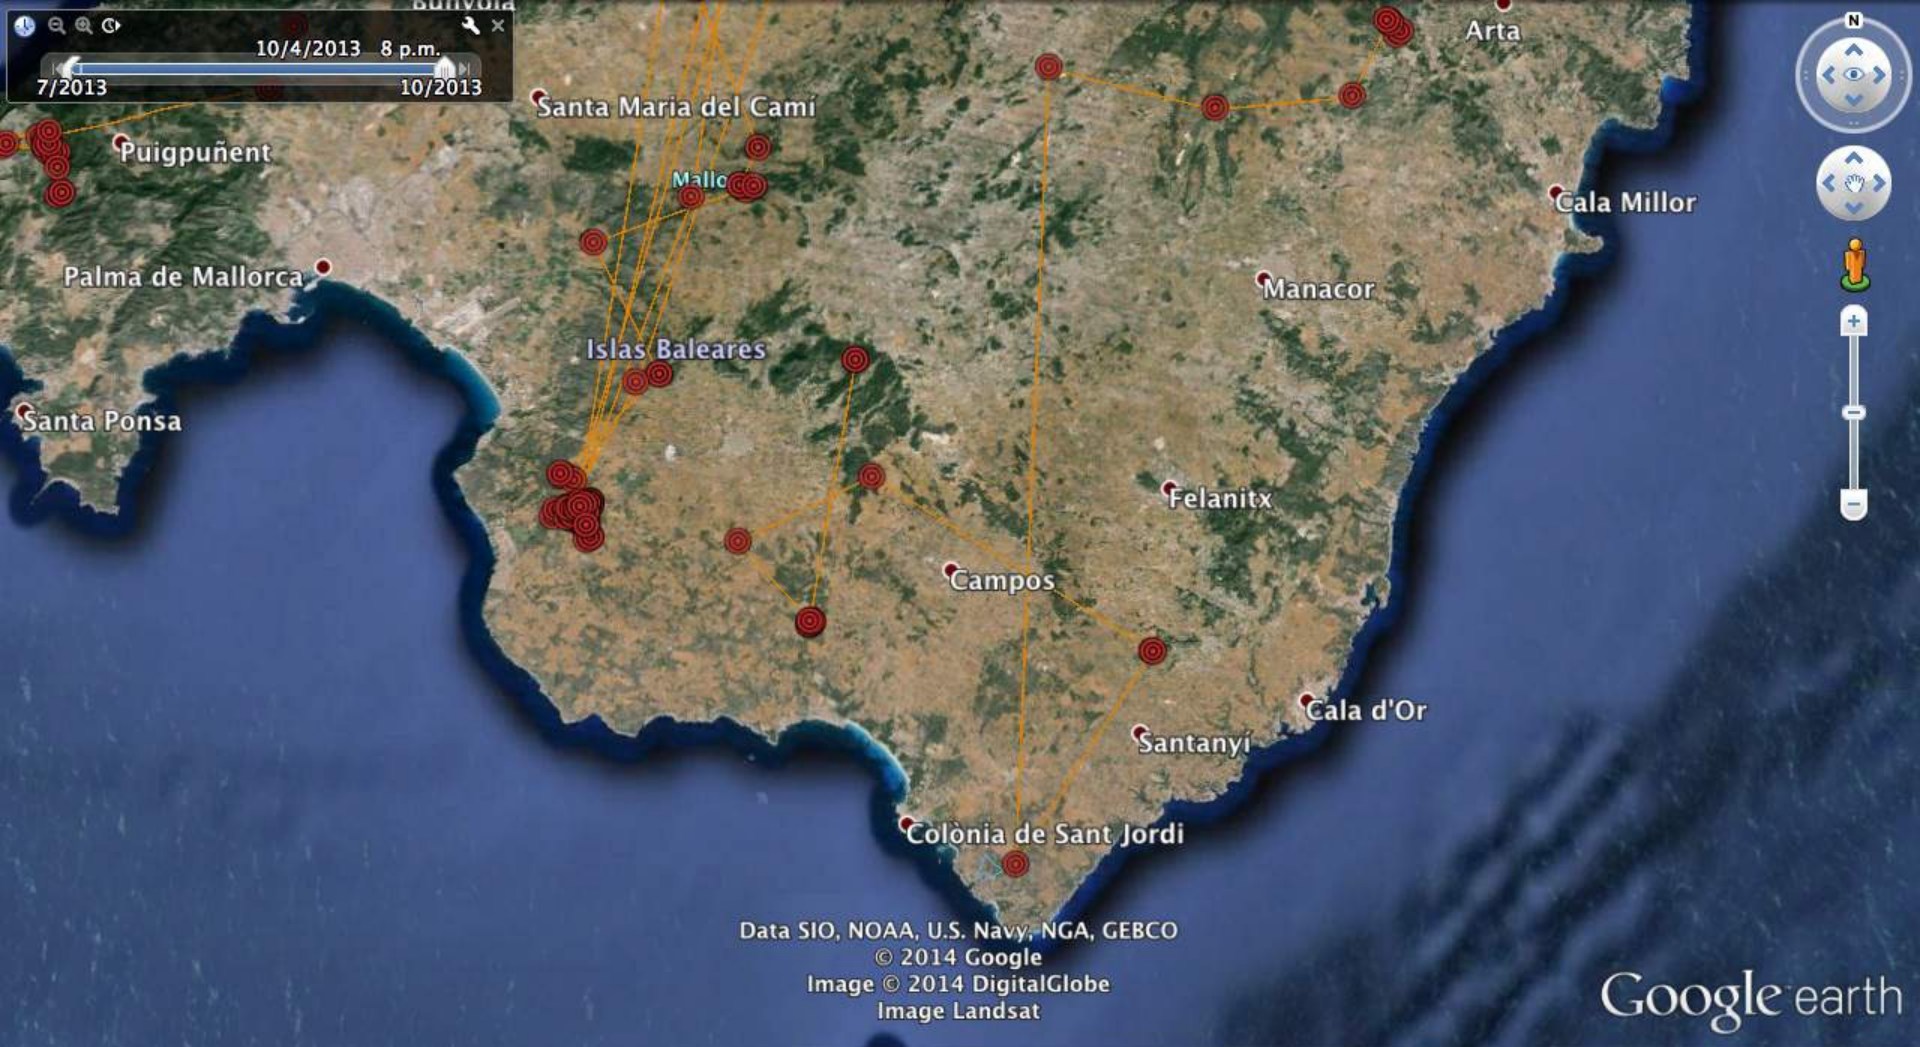 Bunyola
10/4/2013 8 p.m.
7/2013
10/2013
N
Arta
Santa Maria del Camí
Puigpuñent
Mallo
Cala Millor
Palma de Mallorca
Manacor
Islas Baleares
Santa Ponsa
Felanitx
Campos
Cala d'Or
Santanyí
Colònia de Sant Jordi
Data SIO, NOAA, U.S. Navy, NGA, GEBCO
© 2014 Google
Image © 2014 DigitalGlobe
Image Landsat
Google earth